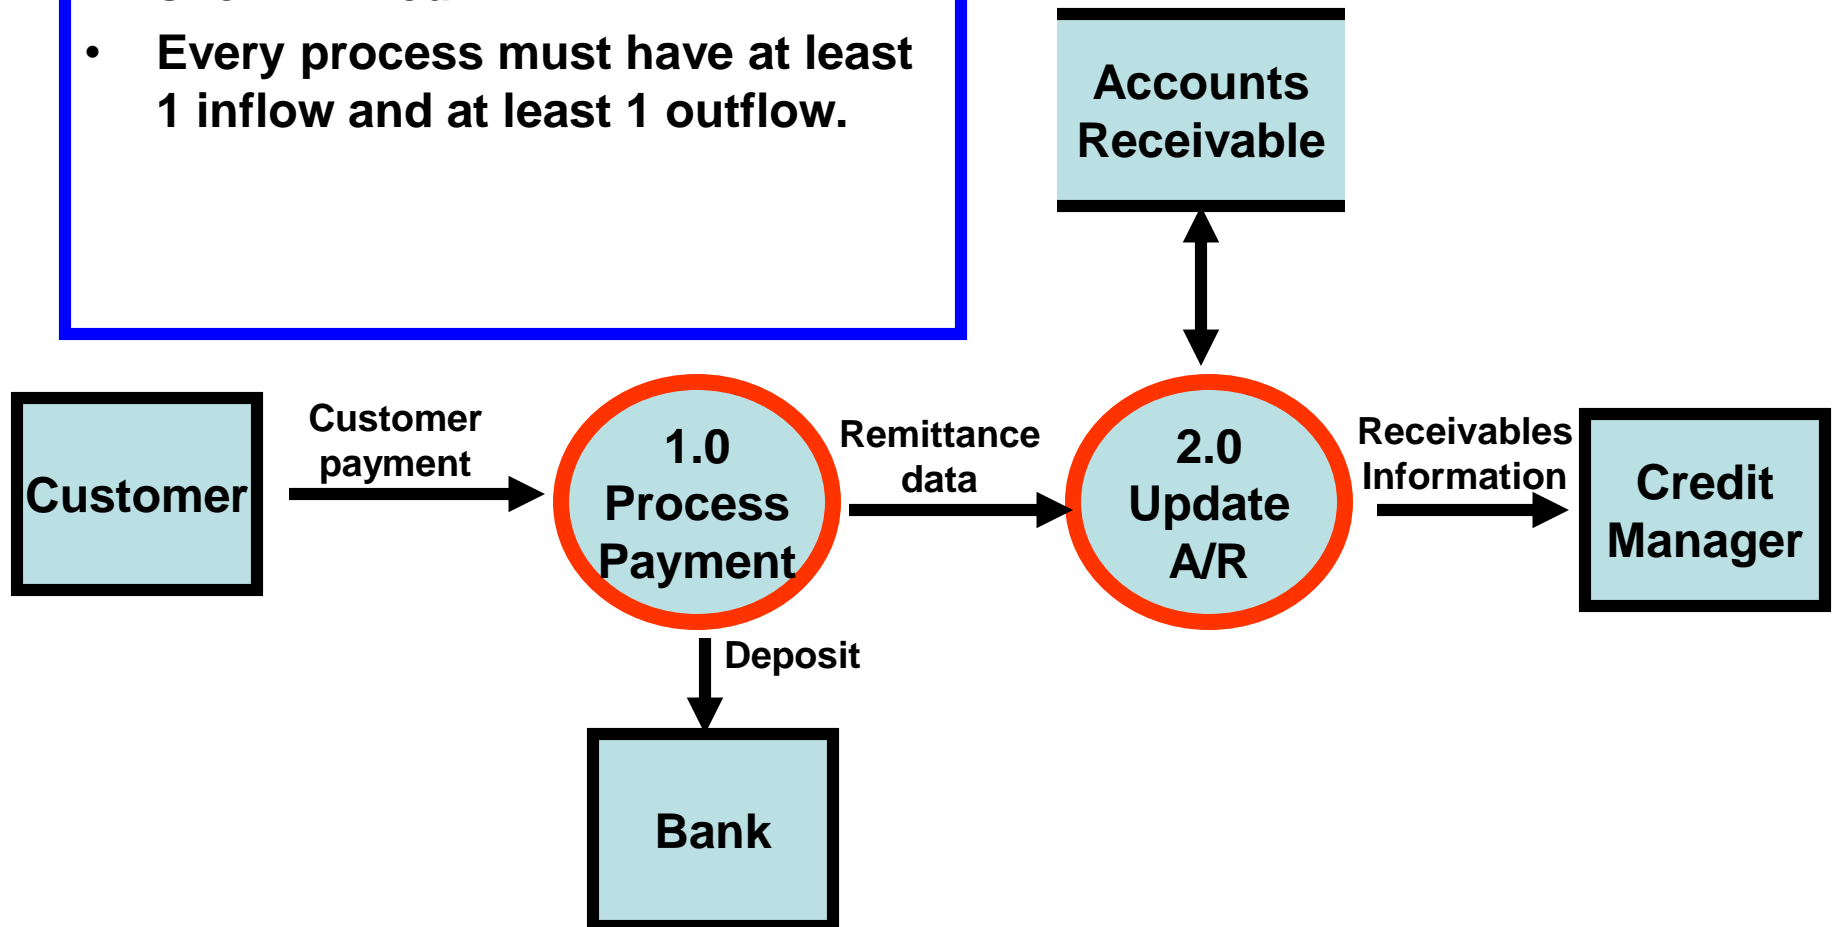 • Every process must have at least
1 inflow and at least 1 outflow.
Accounts
Receivable
Customer
Customer
payment
1.0
Process
Payment
Remittance
data
2.0
Update
A/R
Receivables
Information
Credit
Manager
Deposit
Bank